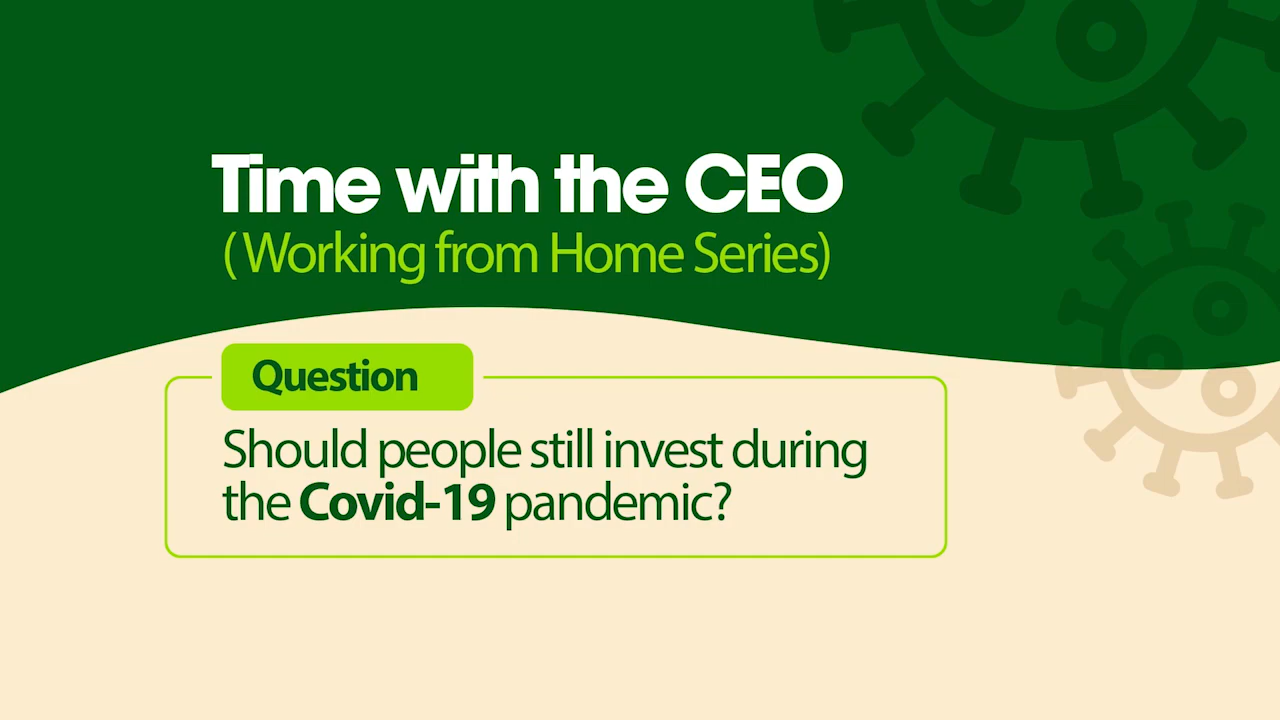 Time with the CEO
(Working from Home Series)
Question
Should people still invest during
the Covid-19 pandemic?